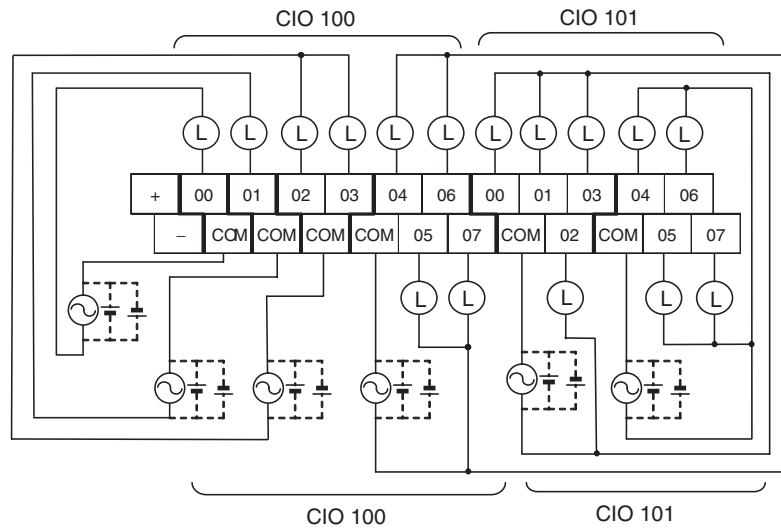 CIO 100 CIO 101
L L L L L L L L L L L
+ 00 01 02 03 04 06 00 01 03 04 06
− COM COM COM COM 05 07 COM 02 COM 05 07
L L L L L
CIO 100 CIO 101